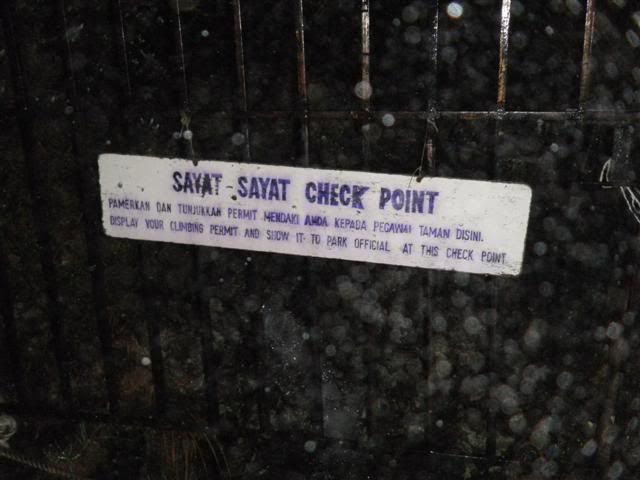 SAYAT-SAYAT CHECK POINT
PAMERKAN DAN TUNJUKKAN PERMIT MENDAKI ANDA KEPADA PEGAWAI TAMAN DISINI.
DISPLAY YOUR CLIMBING PERMIT AND SHOW IT TO PARK OFFICIAL AT THIS CHECK POINT